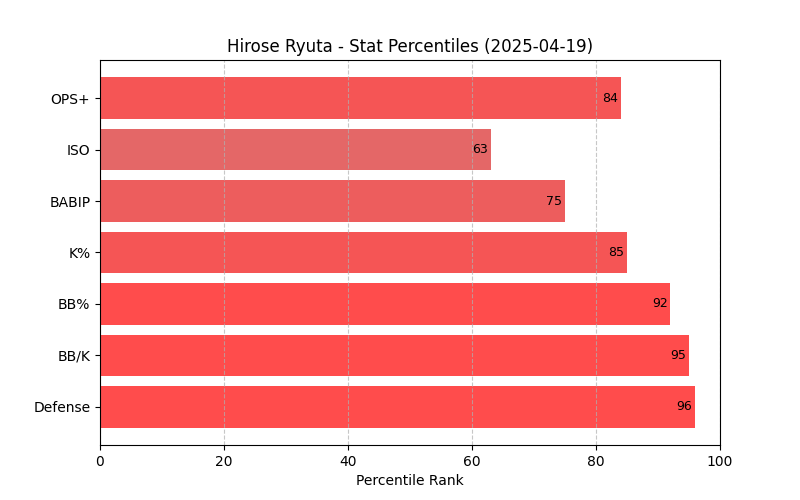 Hirose Ryuta - Stat Percentiles (2025-04-19)
OPS+ 84
ISO 63
BABIP 75
K% 85
BB% 92
BB/K 95
Defense 96
0 20 40 60 80 100
Percentile Rank